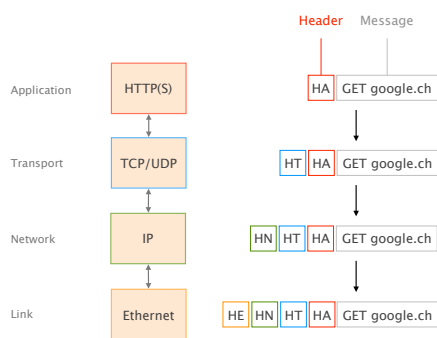 Header Message
Application HTTP(S) HA GET google.ch
Transport TCP/UDP HT HA GET google.ch
Network IP HN HT HA GET google.ch
Link Ethernet HE HN HT HA GET google.ch